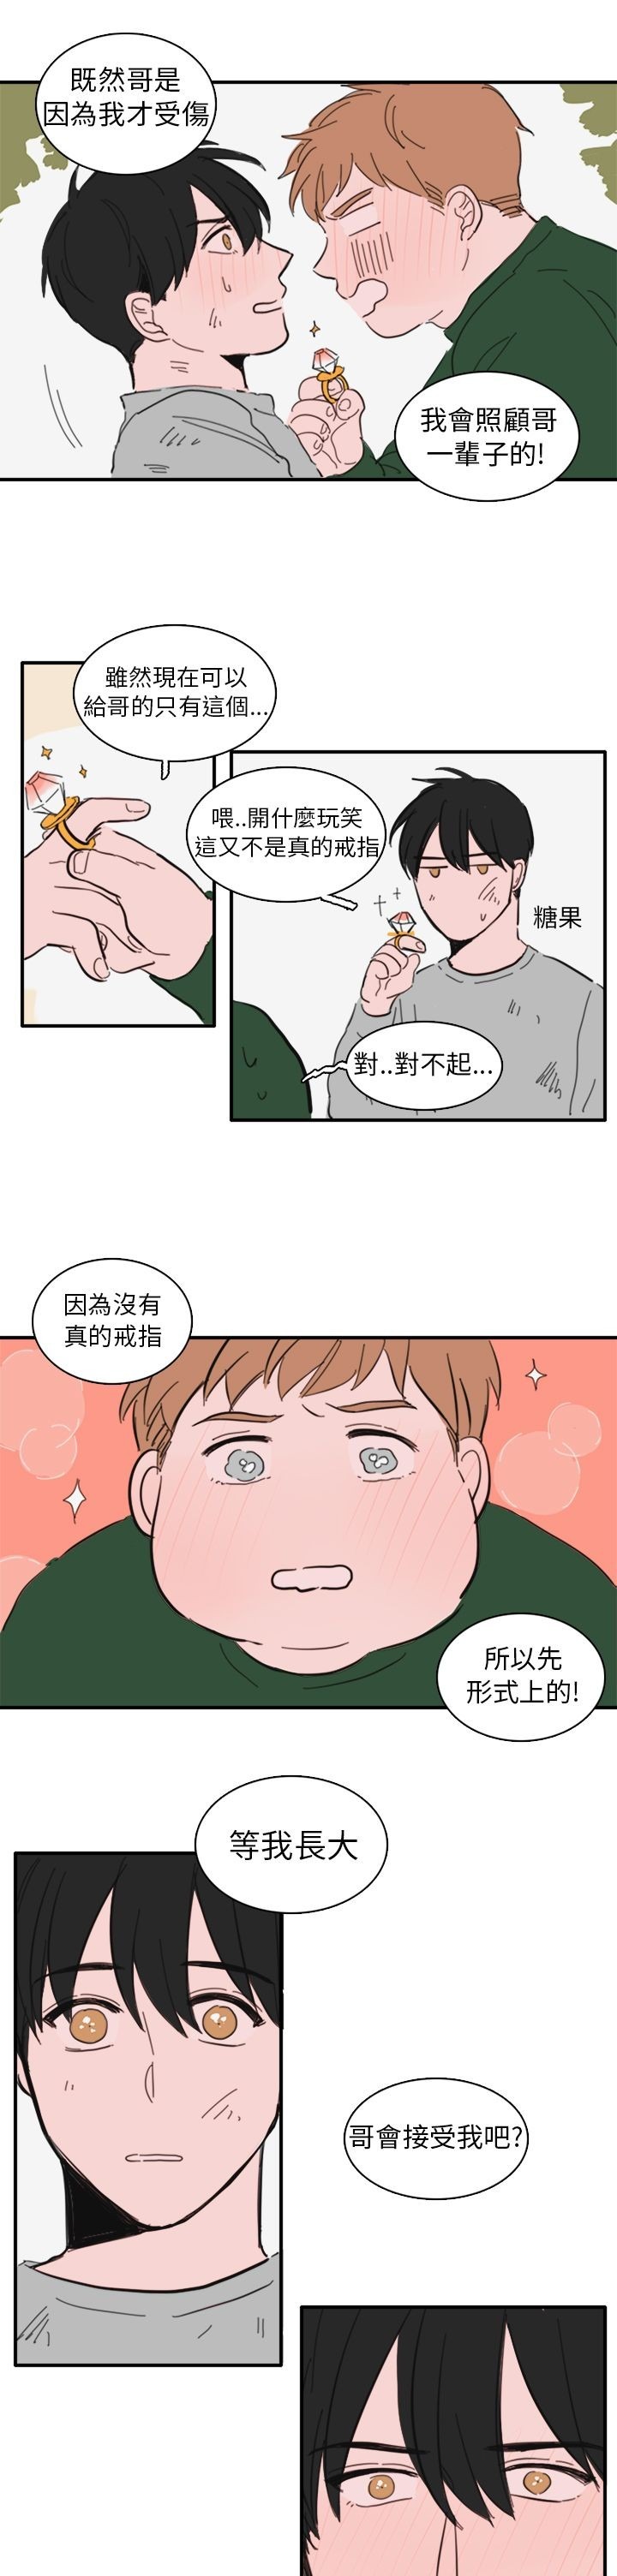 既然哥是
因為我才受傷
我會照顧哥
一輩子的!
雖然現在可以
給哥的只有這個...
喂..開什麼玩笑
這又不是真的戒指
糖果
對..對不起...
因為沒有
真的戒指
所以先
形式上的!
等我長大
哥會接受我吧?